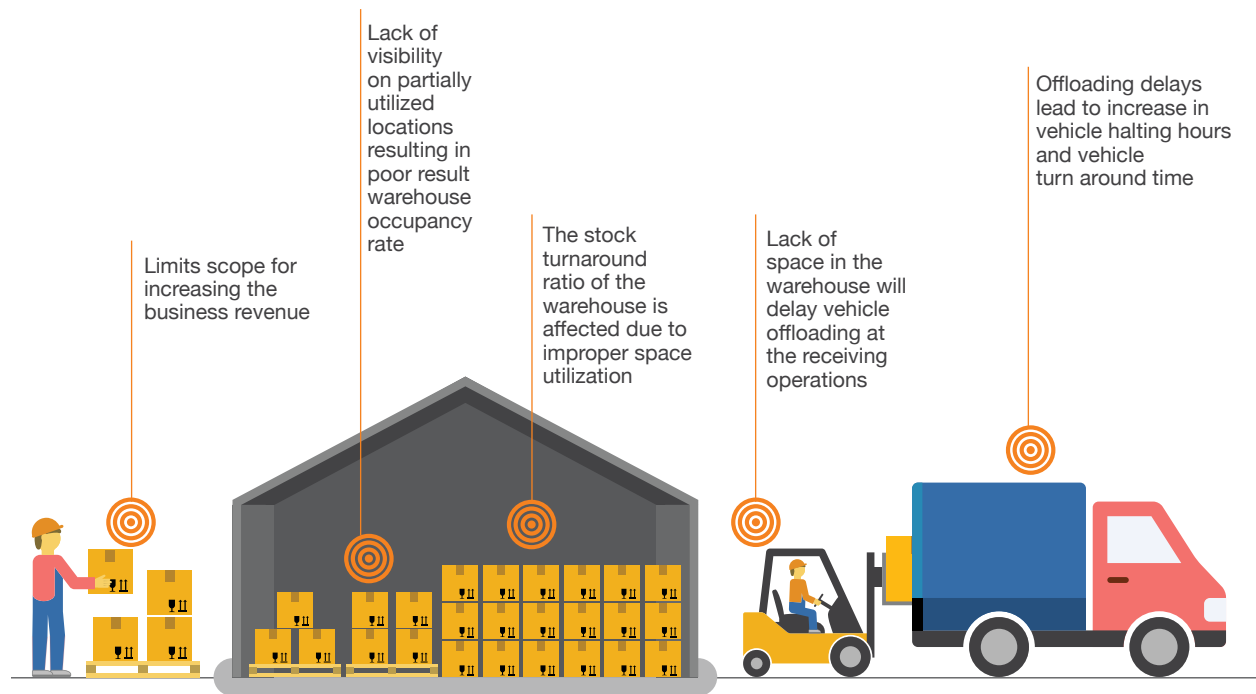 Limits scope for
increasing the
business revenue
Lack of
visibility
on partially
utilized
locations
resulting in
poor result
warehouse
occupancy
rate
The stock
turnaround
ratio of the
warehouse is
affected due to
improper space
utilization
Lack of
space in the
warehouse will
delay vehicle
offloading at
the receiving
operations
Offloading delays
lead to increase in
vehicle halting hours
and vehicle
turn around time